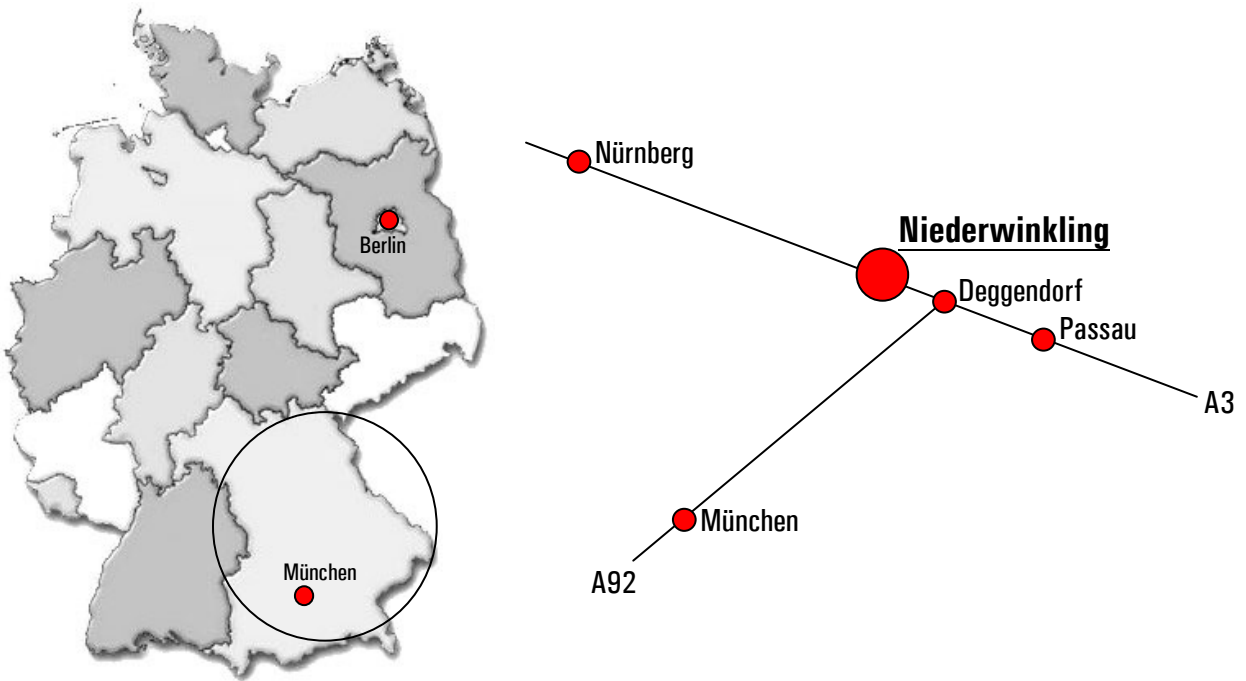 Berlin
München
Nürnberg
Niederwinkling
Deggendorf
Passau
A3
München
A92